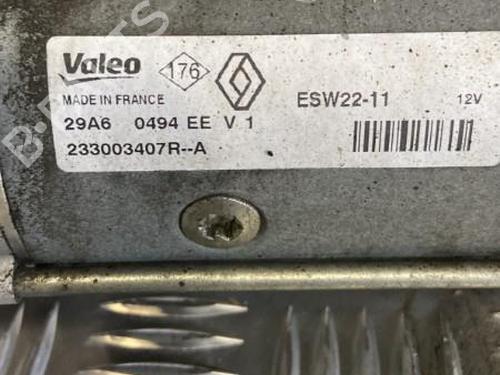 Valeo 176 ESW22-11 12V
MADE IN FRANCE
29A6 0494 EE V 1
233003407R--A